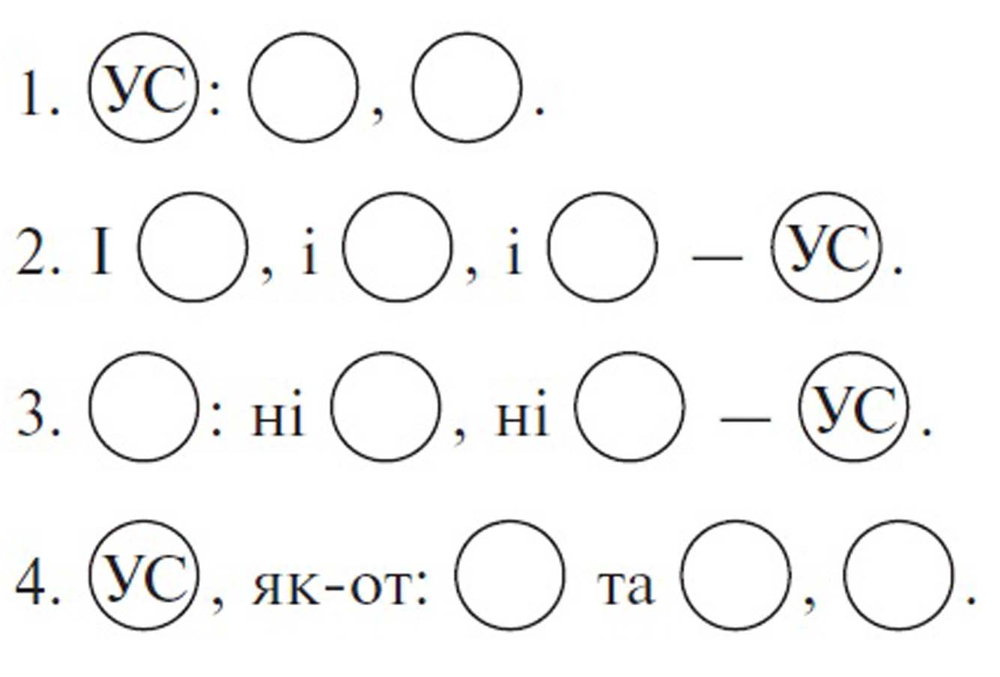 1. УС: , .
2. І , і , і – УС.
3. : ні , ні – УС.
4. УС, як-от: та , .